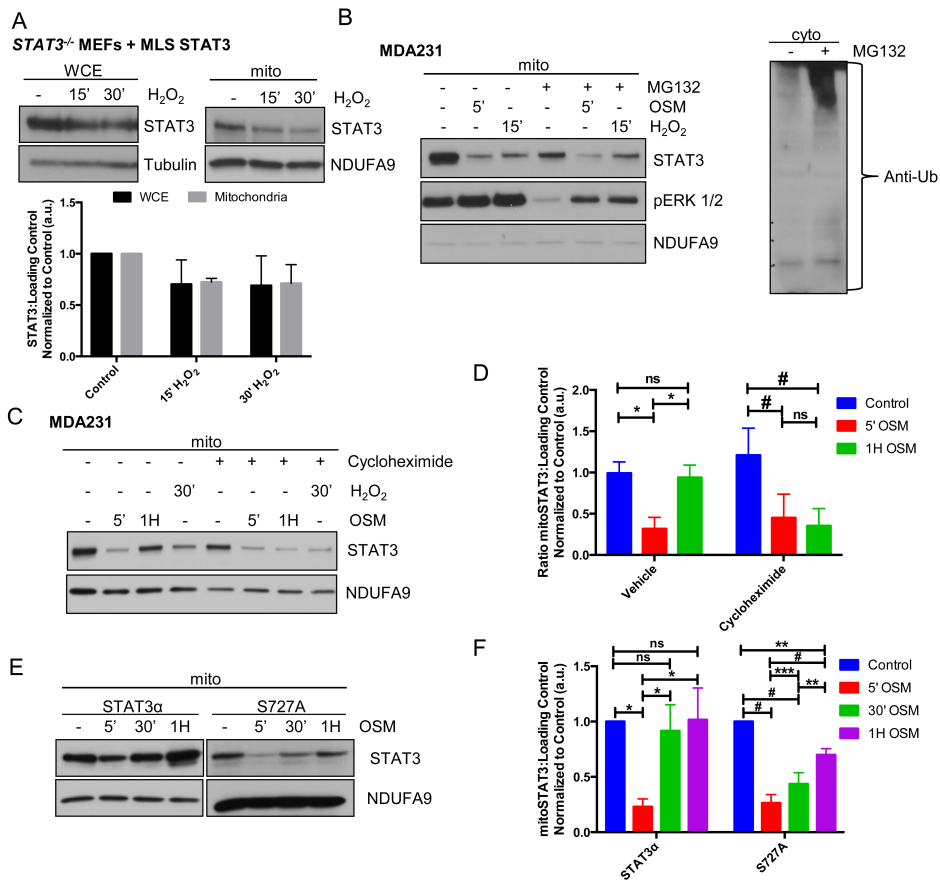 A
STAT3-/- MEFs + MLS STAT3
WCE
- 15' 30' H2O2
STAT3
Tubulin
mito
- 15' 30' H2O2
STAT3
NDUFA9
WCE Mitochondria
STAT3:Loading Control
Normalized to Control (a.u.)
1.5
1.0
0.5
0.0
Control
15' H2O2
30' H2O2
B
MDA231
mito
- - - + + + MG132
- 5' - - 5' - OSM
- - 15' - - 15' H2O2
STAT3
pERK 1/2
NDUFA9
cyto
- + MG132
Anti-Ub
C
MDA231
mito
- - - - + + + + Cycloheximide
- - - 30' - - - 30' H2O2
- 5' 1H - - 5' 1H - OSM
STAT3
NDUFA9
D
Ratio mitoSTAT3:Loading Control
Normalized to Control (a.u.)
2.0
1.5
1.0
0.5
0.0
ns
* *
#
# ns
Vehicle
Cycloheximide
Control
5' OSM
1H OSM
E
mito
STAT3α S727A
- 5' 30' 1H - 5' 30' 1H OSM
STAT3
NDUFA9
F
mitoSTAT3:Loading Control
Normalized to Control (a.u.)
1.5
1.0
0.5
0.0
ns
ns
*
*
*
**
#
***
**
#
#
STAT3α
S727A
Control
5' OSM
30' OSM
1H OSM